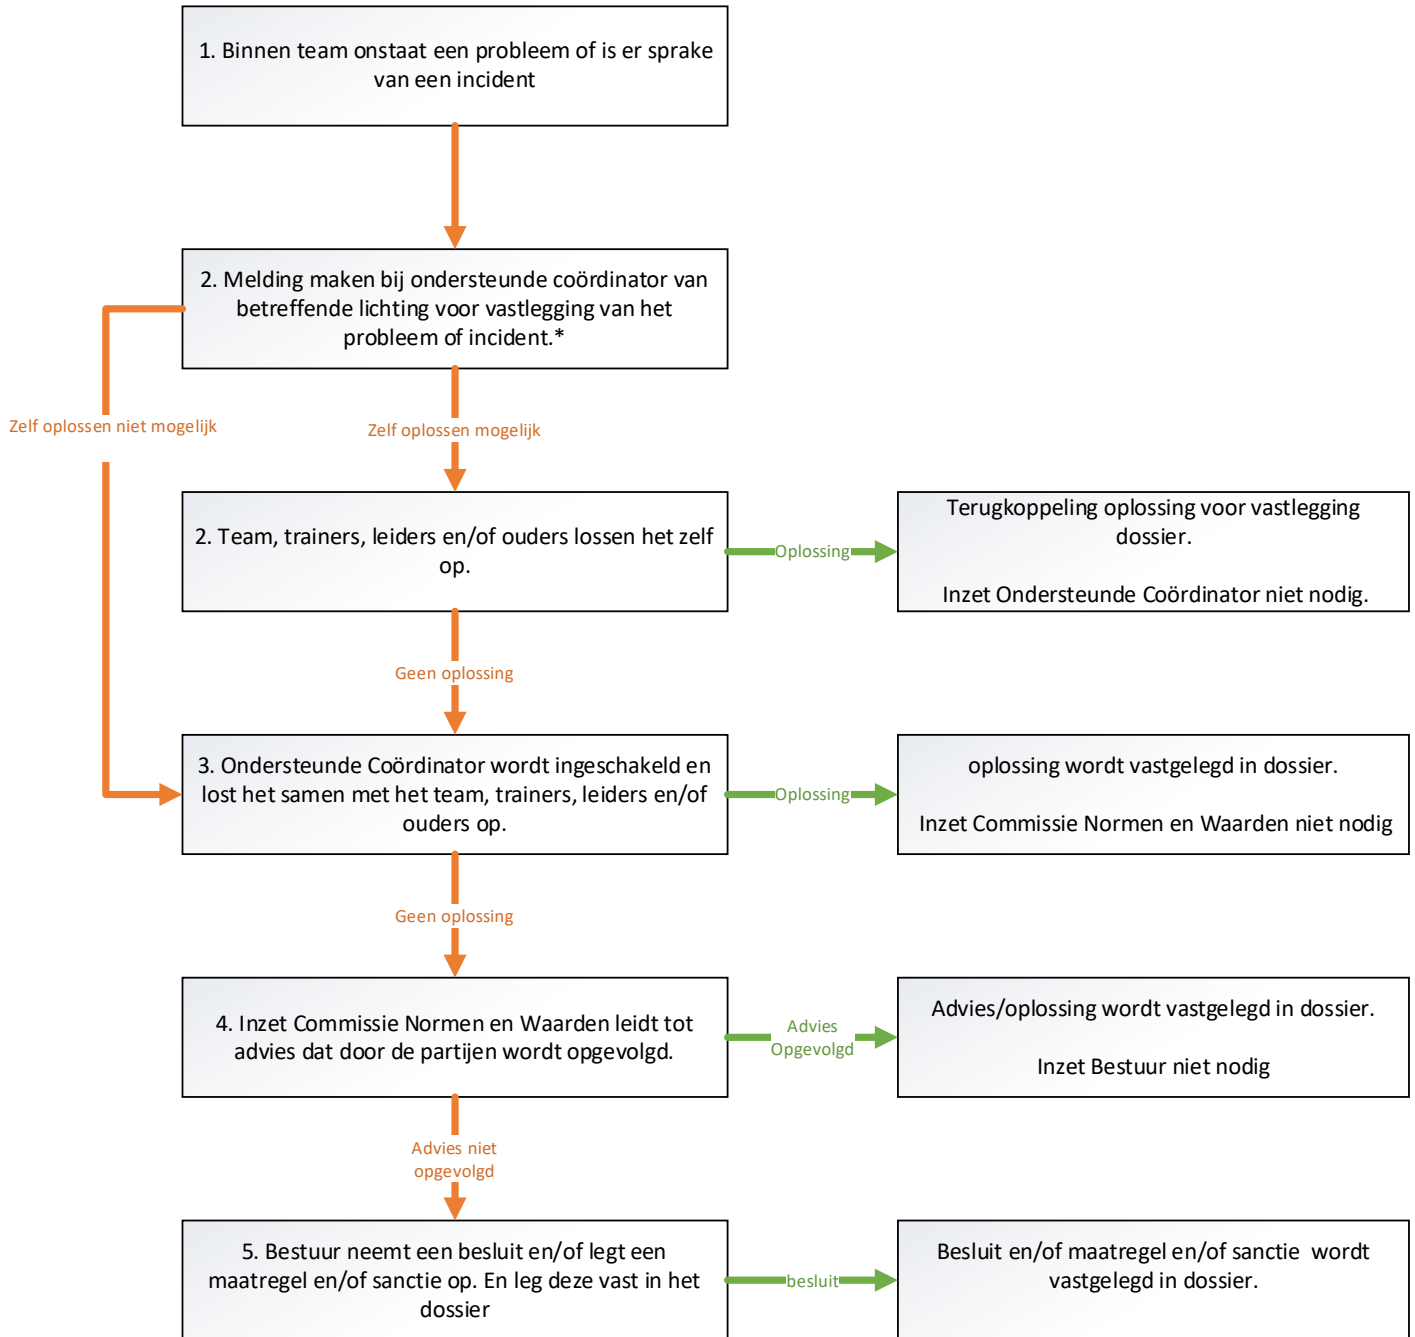 1. Binnen team onstaat een probleem of is er sprake
van een incident
2. Melding maken bij ondersteunde coördinator van
betreffende lichting voor vastlegging van het
probleem of incident.*
Zelf oplossen niet mogelijk
Zelf oplossen mogelijk
2. Team, trainers, leiders en/of ouders lossen het zelf
op.
Oplossing
Terugkoppeling oplossing voor vastlegging
dossier.
Inzet Ondersteunde Coördinator niet nodig.
Geen oplossing
3. Ondersteunde Coördinator wordt ingeschakeld en
lost het samen met het team, trainers, leiders en/of
ouders op.
Oplossing
oplossing wordt vastgelegd in dossier.
Inzet Commissie Normen en Waarden niet nodig
Geen oplossing
4. Inzet Commissie Normen en Waarden leidt tot
advies dat door de partijen wordt opgevolgd.
Advies
Opgevolgd
Advies/oplossing wordt vastgelegd in dossier.
Inzet Bestuur niet nodig
Advies niet
opgevolgd
5. Bestuur neemt een besluit en/of legt een
maatregel en/of sanctie op. En leg deze vast in het
dossier
besluit
Besluit en/of maatregel en/of sanctie  wordt
vastgelegd in dossier.